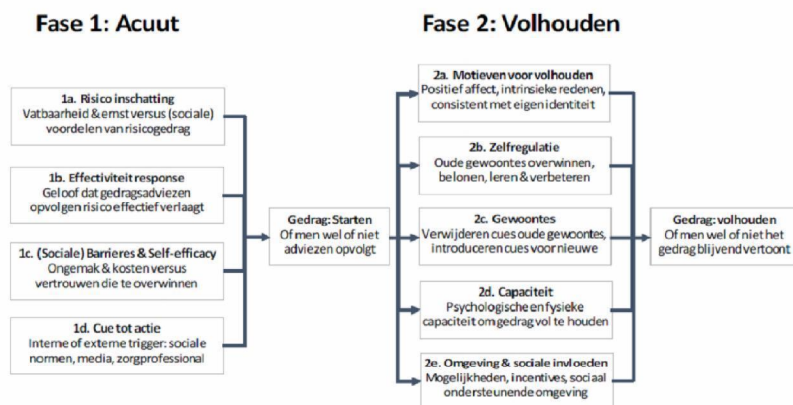 Fase 1: Acuut
Fase 2: Volhouden
1a. Risico inschatting
Vatbaarheid & ernst versus (sociale)
voordelen van risicogedrag
1b. Effectiviteit response
Geloof dat gedragsadviezen
opvolgen risico effectief verlaagt
1c. (Sociale) Barrieres & Self-efficacy
Ongemak & kosten versus
vertrouwen die te overwinnen
1d. Cue tot actie
Interne of externe trigger: sociale
normen, media, zorgprofessional
Gedrag: Starten
Of men wel of niet
adviezen opvolgt
2a. Motieven voor volhouden
Positief affect, intrinsieke redenen,
consistent met eigen identiteit
2b. Zelfregulatie
Oude gewoontes overwinnen,
belonen, leren & verbeteren
2c. Gewoontes
Verwijderen cues oude gewoontes,
introduceren cues voor nieuwe
2d. Capaciteit
Psychologische en fysieke
capaciteit om gedrag vol te houden
2e. Omgeving & sociale invloeden
Mogelijkheden, incentives, sociaal
ondersteunende omgeving
Gedrag: volhouden
Of men wel of niet het
gedrag blijvend vertoont